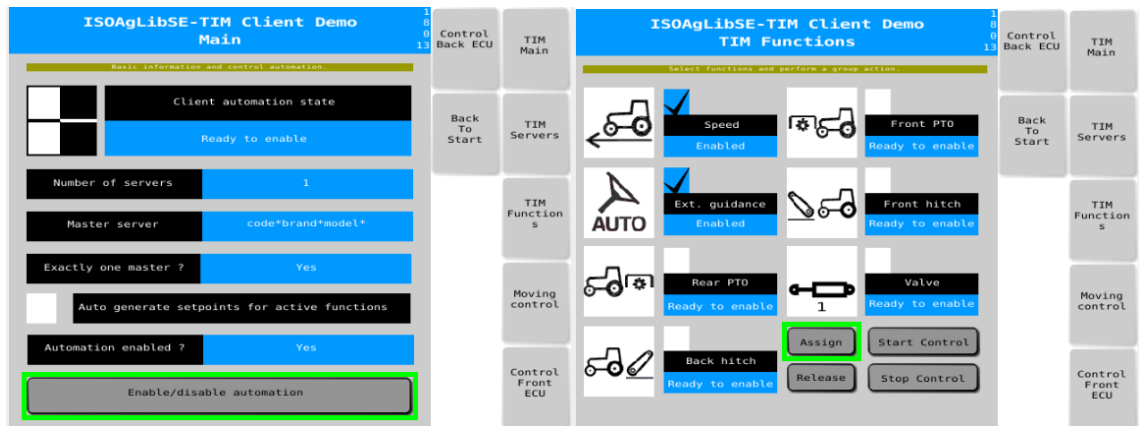 ISOAgLibSE-TIM Client Demo
Main
1
8
0
13
Basic information and control automation.
Client automation state
Ready to enable
Number of servers
1
Master server
code*brand*model*
Exactly one master ?
Yes
Auto generate setpoints for active functions
Automation enabled ?
Yes
Enable/disable automation
Control
Back ECU
TIM
Main
Back
To
Start
TIM
Servers
TIM
Function
s
Moving
control
Control
Front
ECU
ISOAgLibSE-TIM Client Demo
TIM Functions
1
8
0
13
Select functions and perform a group action.
Speed
Enabled
Front PTO
Ready to enable
AUTO
Ext. guidance
Enabled
Front hitch
Ready to enable
Rear PTO
Ready to enable
1
Valve
Ready to enable
Back hitch
Ready to enable
Assign
Start Control
Release
Stop Control
Control
Back ECU
TIM
Main
Back
To
Start
TIM
Servers
TIM
Function
s
Moving
control
Control
Front
ECU